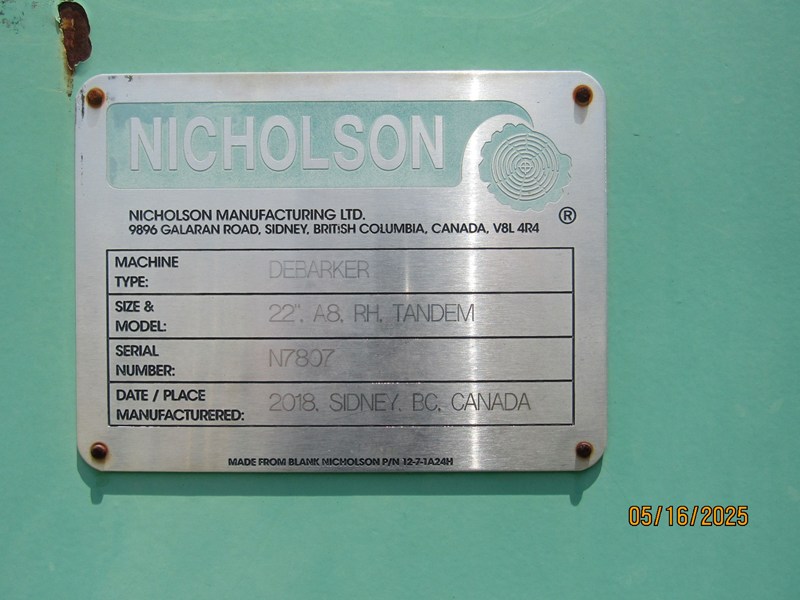 NICHOLSON
®
NICHOLSON MANUFACTURING LTD.
9896 GALARAN ROAD, SIDNEY, BRITISH COLUMBIA, CANADA, V8L 4R4
MACHINE TYPE: DEBARKER
SIZE & MODEL: 22", A8, RH, TANDEM
SERIAL NUMBER: N7807
DATE / PLACE MANUFACTURERED: 2018, SIDNEY, BC, CANADA
MADE FROM BLANK NICHOLSON P/N 12-7-1A24H
05/16/2025